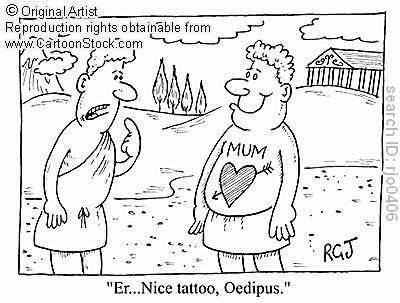 © Original Artist
Reproduction rights obtainable from
www.CartoonStock.com
MUM
RGJ
search ID: rjo0406
"Er...Nice tattoo, Oedipus."